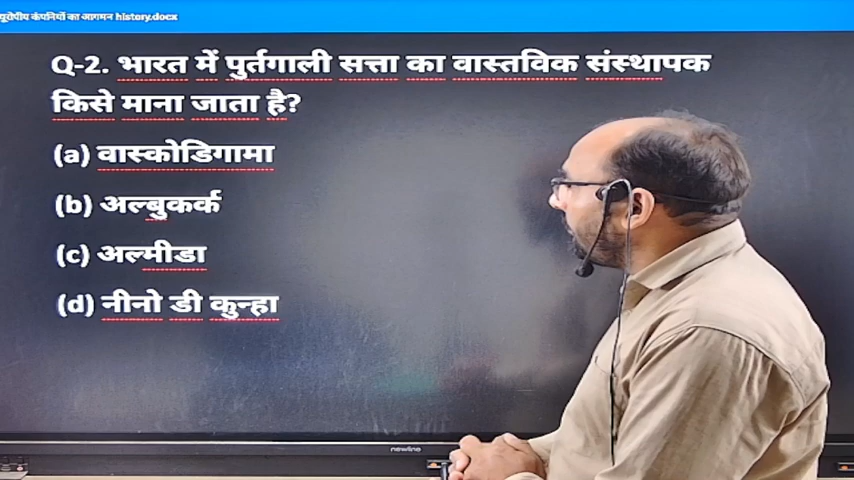 यूरोपीय कंपनियों का आगमन history.docx
Q-2. भारत में पुर्तगाली सत्ता का वास्तविक संस्थापक
किसे माना जाता है?
(a) वास्कोडिगामा
(b) अल्बुकर्क
(c) अल्मीडा
(d) नीनो डी कुन्हा
newline